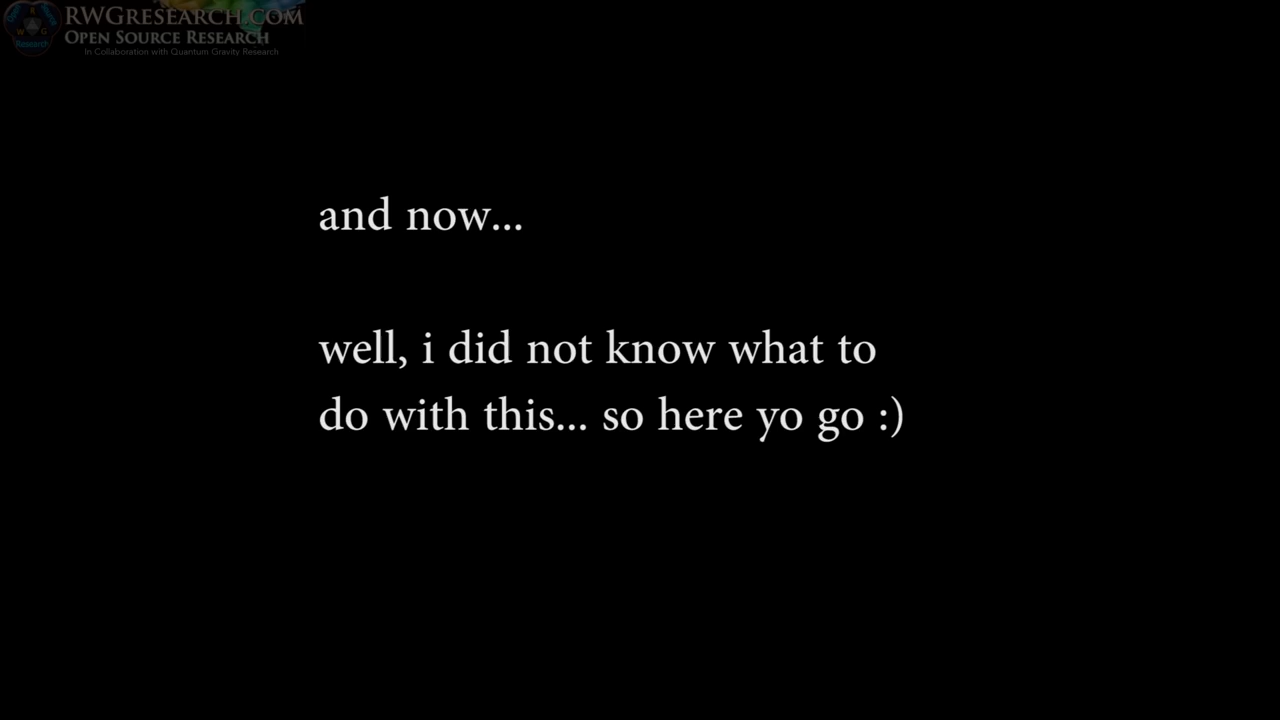 RWGRESEARCH.COM
OPEN SOURCE RESEARCH
In Collaboration with Quantum Gravity Research
R
W G
Research
and now...
well, i did not know what to
do with this... so here yo go :)